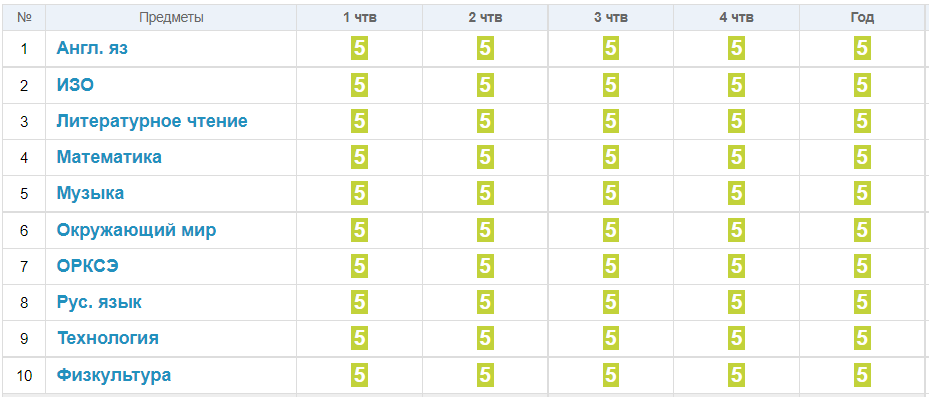 № Предметы 1 чтв 2 чтв 3 чтв 4 чтв Год
1 Англ. яз 5 5 5 5 5
2 ИЗО 5 5 5 5 5
3 Литературное чтение 5 5 5 5 5
4 Математика 5 5 5 5 5
5 Музыка 5 5 5 5 5
6 Окружающий мир 5 5 5 5 5
7 ОРКСЭ 5 5 5 5 5
8 Рус. язык 5 5 5 5 5
9 Технология 5 5 5 5 5
10 Физкультура 5 5 5 5 5